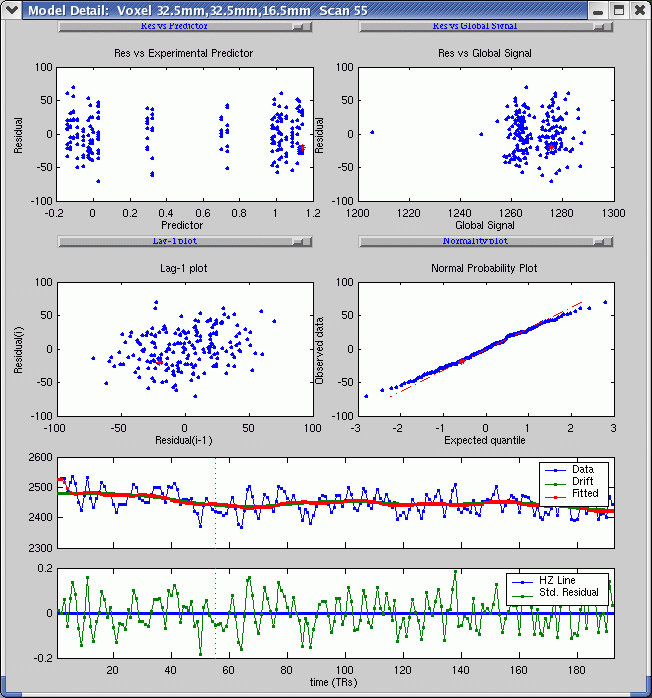 Model Detail: Voxel 32.5mm,32.5mm,16.5mm Scan 55
Res vs Predictor
Res vs Global Signal
Res vs Experimental Predictor
Res vs Global Signal
100
50
0
-50
-100
Residual
-0.2 0 0.2 0.4 0.6 0.8 1 1.2
Predictor
100
50
0
-50
-100
Residual
1200 1220 1240 1260 1280 1300
Global Signal
Lag-1 plot
Normality plot
Lag-1 plot
Normal Probability Plot
100
50
0
-50
-100
Residual(i)
-100 -50 0 50 100
Residual(i-1)
100
50
0
-50
-100
Observed data
-3 -2 -1 0 1 2 3
Expected quantile
2600
2500
2400
2300
Data
Drift
Fitted
0.2
0
-0.2
HZ Line
Std. Residual
20 40 60 80 100 120 140 160 180
time (TRs)